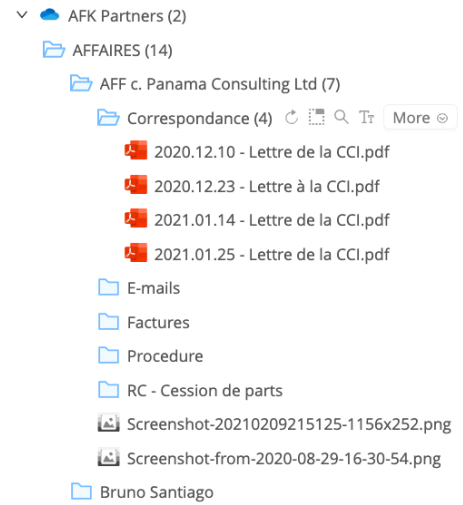 AFK Partners (2)
AFFAIRES (14)
AFF c. Panama Consulting Ltd (7)
Correspondance (4) Tт More
2020.12.10 - Lettre de la CCI.pdf
2020.12.23 - Lettre à la CCI.pdf
2021.01.14 - Lettre de la CCI.pdf
2021.01.25 - Lettre de la CCI.pdf
E-mails
Factures
Procedure
RC - Cession de parts
Screenshot-20210209215125-1156x252.png
Screenshot-from-2020-08-29-16-30-54.png
Bruno Santiago